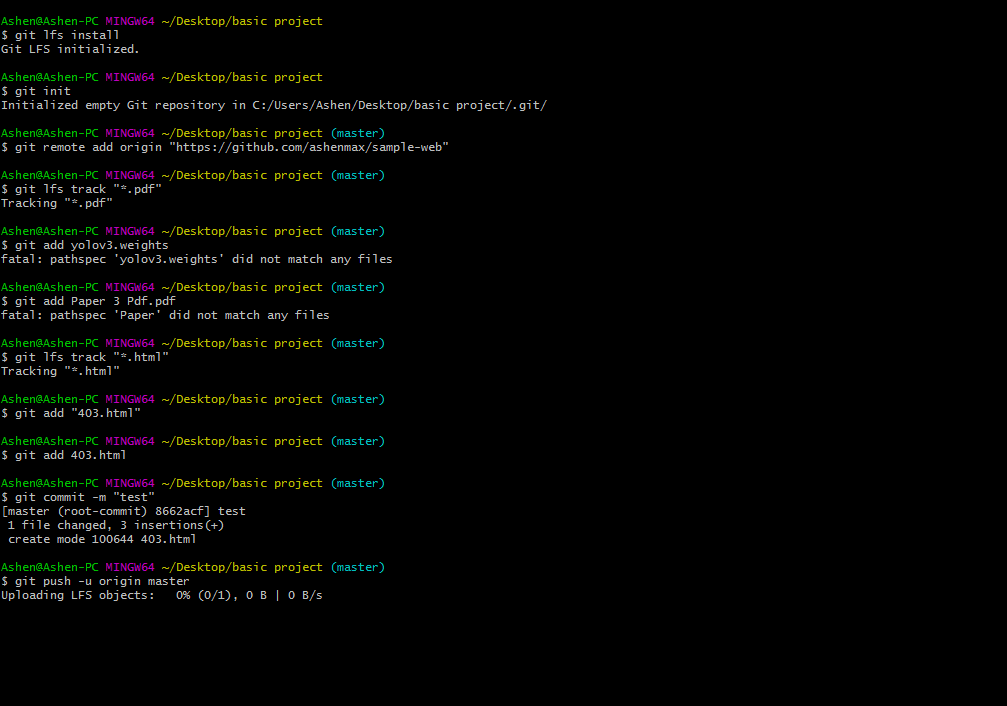 Ashen@Ashen-PC MINGW64 ~/Desktop/basic project
$ git lfs install
Git LFS initialized.
Ashen@Ashen-PC MINGW64 ~/Desktop/basic project
$ git init
Initialized empty Git repository in C:/Users/Ashen/Desktop/basic project/.git/
Ashen@Ashen-PC MINGW64 ~/Desktop/basic project (master)
$ git remote add origin "https://github.com/ashenmax/sample-web"
Ashen@Ashen-PC MINGW64 ~/Desktop/basic project (master)
$ git lfs track "*.pdf"
Tracking "*.pdf"
Ashen@Ashen-PC MINGW64 ~/Desktop/basic project (master)
$ git add yolov3.weights
fatal: pathspec 'yolov3.weights' did not match any files
Ashen@Ashen-PC MINGW64 ~/Desktop/basic project (master)
$ git add Paper 3 Pdf.pdf
fatal: pathspec 'Paper' did not match any files
Ashen@Ashen-PC MINGW64 ~/Desktop/basic project (master)
$ git lfs track "*.html"
Tracking "*.html"
Ashen@Ashen-PC MINGW64 ~/Desktop/basic project (master)
$ git add "403.html"
Ashen@Ashen-PC MINGW64 ~/Desktop/basic project (master)
$ git add 403.html
Ashen@Ashen-PC MINGW64 ~/Desktop/basic project (master)
$ git commit -m "test"
[master (root-commit) 8662acf] test
1 file changed, 3 insertions(+)
create mode 100644 403.html
Ashen@Ashen-PC MINGW64 ~/Desktop/basic project (master)
$ git push -u origin master
Uploading LFS objects:   0% (0/1), 0 B | 0 B/s